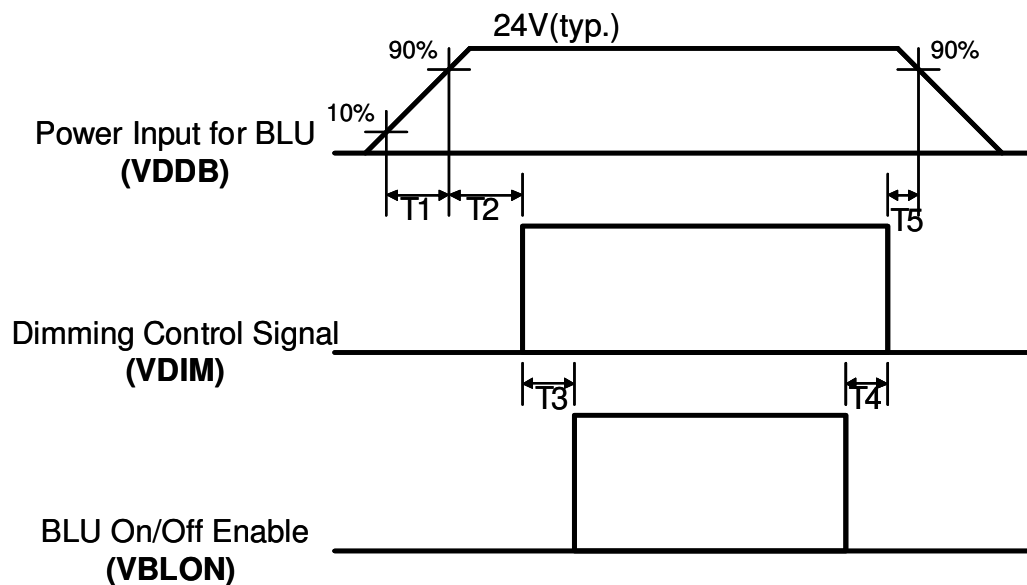 24V(typ.)
90%
90%
10%
Power Input for BLU
(VDDB)
T1
T2
T5
Dimming Control Signal
(VDIM)
T3
T4
BLU On/Off Enable
(VBLON)